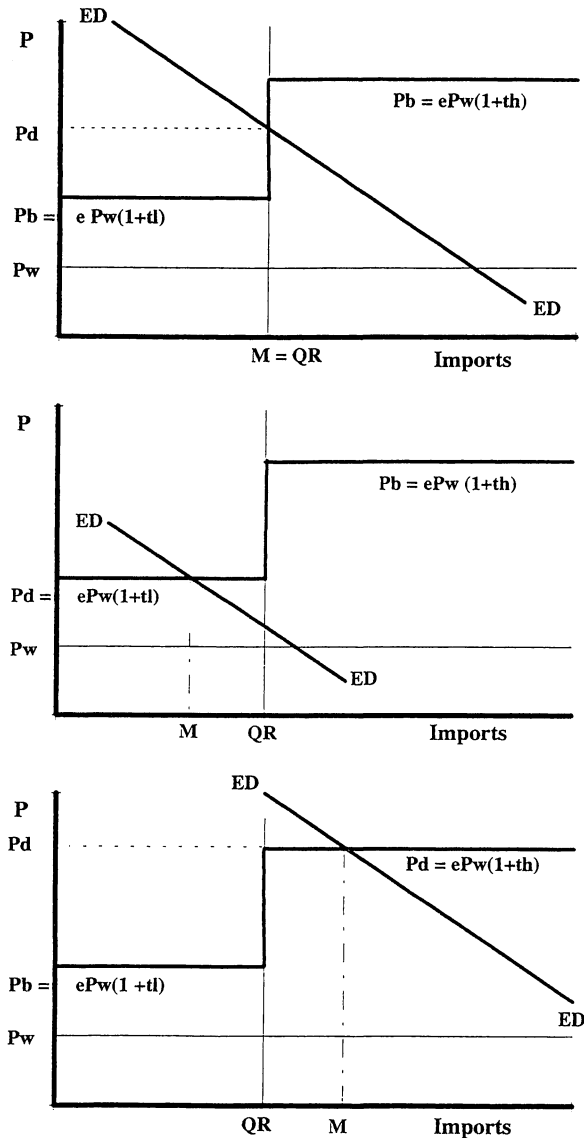 ED
P
Pb = ePw(1+th)
Pd
Pb = e Pw(1+tl)
Pw
ED
M = QR Imports
P
Pb = ePw (1+th)
ED
Pd = ePw(1+tl)
Pw
ED
M QR Imports
ED
P
Pd
Pd = ePw(1+th)
Pb = ePw(1 +tl)
ED
Pw
QR M Imports